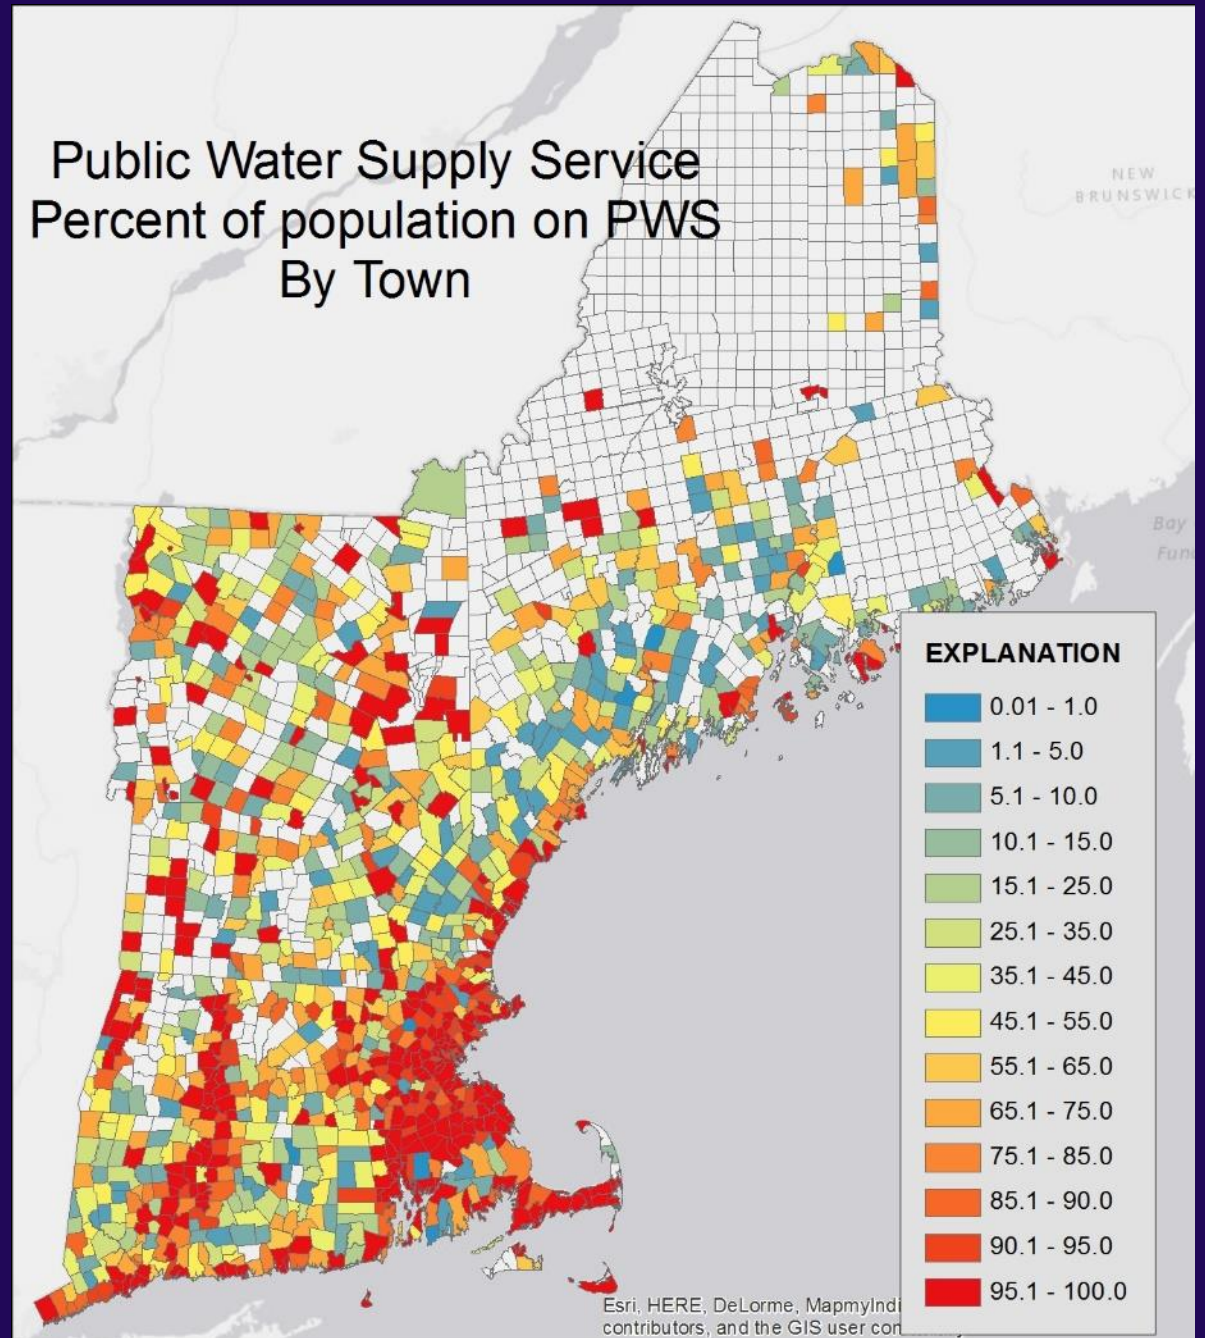 Public Water Supply Service
Percent of population on PWS
By Town
NEW
BRUNSWICK
Bay
Fun
EXPLANATION
0.01 - 1.0
1.1 - 5.0
5.1 - 10.0
10.1 - 15.0
15.1 - 25.0
25.1 - 35.0
35.1 - 45.0
45.1 - 55.0
55.1 - 65.0
65.1 - 75.0
75.1 - 85.0
85.1 - 90.0
90.1 - 95.0
95.1 - 100.0
Esri, HERE, DeLorme, MapmyIndi
contributors, and the GIS user